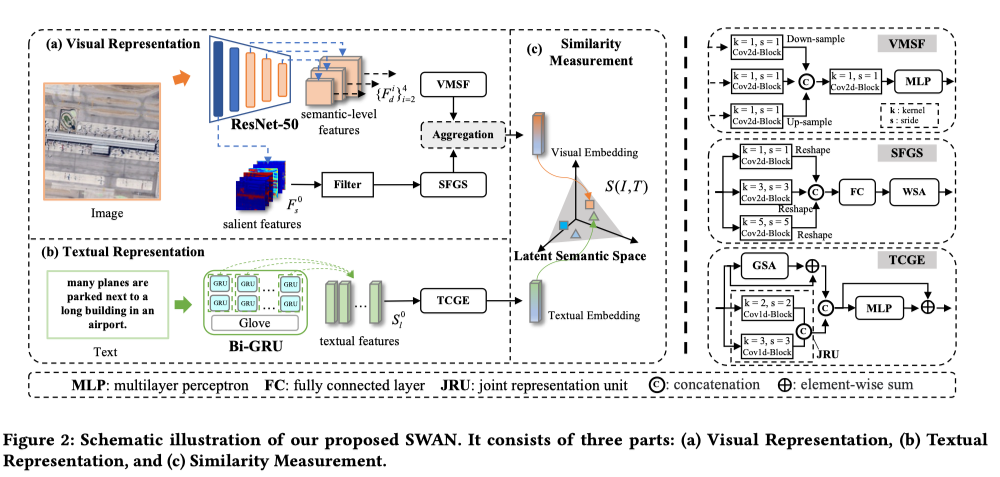 (a) Visual Representation
ResNet-50
semantic-level
features
{F_d^i}_{i=2}^4
VMSF
Aggregation
SFGS
Filter
F_s^0
salient features
Image
(b) Textual Representation
many planes are
parked next to a
long building in an
airport.
Text
GRU GRU ... GRU
GRU GRU ... GRU
Glove
Bi-GRU
...
S_l^0
textual features
TCGE
(c) Similarity
Measurement
Visual Embedding
S(I,T)
Latent Semantic Space
Textual Embedding
VMSF
k = 1, s = 1
Cov2d-Block
Down-sample
k = 1, s = 1
Cov2d-Block
C
k = 1, s = 1
Cov2d-Block
MLP
k = 1, s = 1
Cov2d-Block
Up-sample
k : kernel
s : sride
SFGS
k = 1, s = 1
Cov2d-Block
Reshape
k = 3, s = 3
Cov2d-Block
Reshape
C
FC
WSA
k = 5, s = 5
Cov2d-Block
Reshape
TCGE
GSA
k = 2, s = 2
Cov1d-Block
C
C
MLP
k = 3, s = 3
Cov1d-Block
JRU
MLP: multilayer perceptron FC: fully connected layer JRU: joint representation unit C: concatenation ⊕: element-wise sum
Figure 2: Schematic illustration of our proposed SWAN. It consists of three parts: (a) Visual Representation, (b) Textual
Representation, and (c) Similarity Measurement.